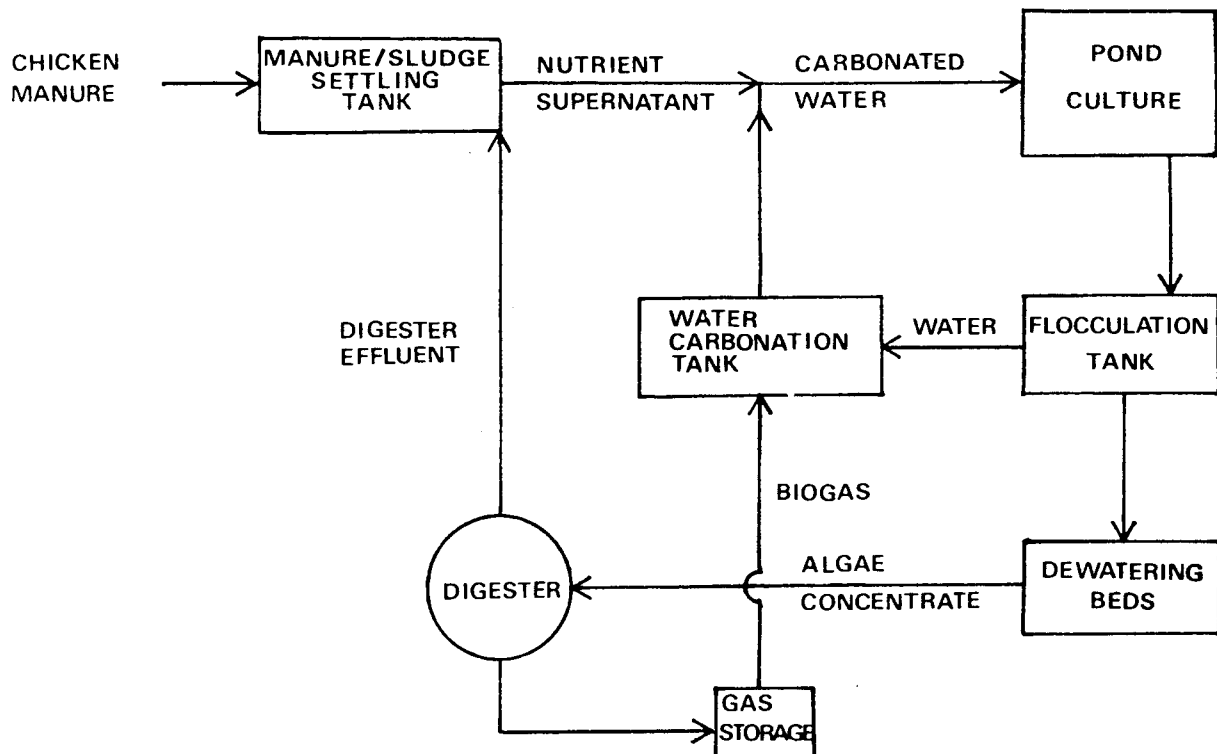 CHICKEN
MANURE
MANURE/SLUDGE
SETTLING
TANK
NUTRIENT
SUPERNATANT
CARBONATED
WATER
POND
CULTURE
DIGESTER
EFFLUENT
WATER
CARBONATION
TANK
WATER
FLOCCULATION
TANK
BIOGAS
DIGESTER
ALGAE
CONCENTRATE
DEWATERING
BEDS
GAS
STORAGE